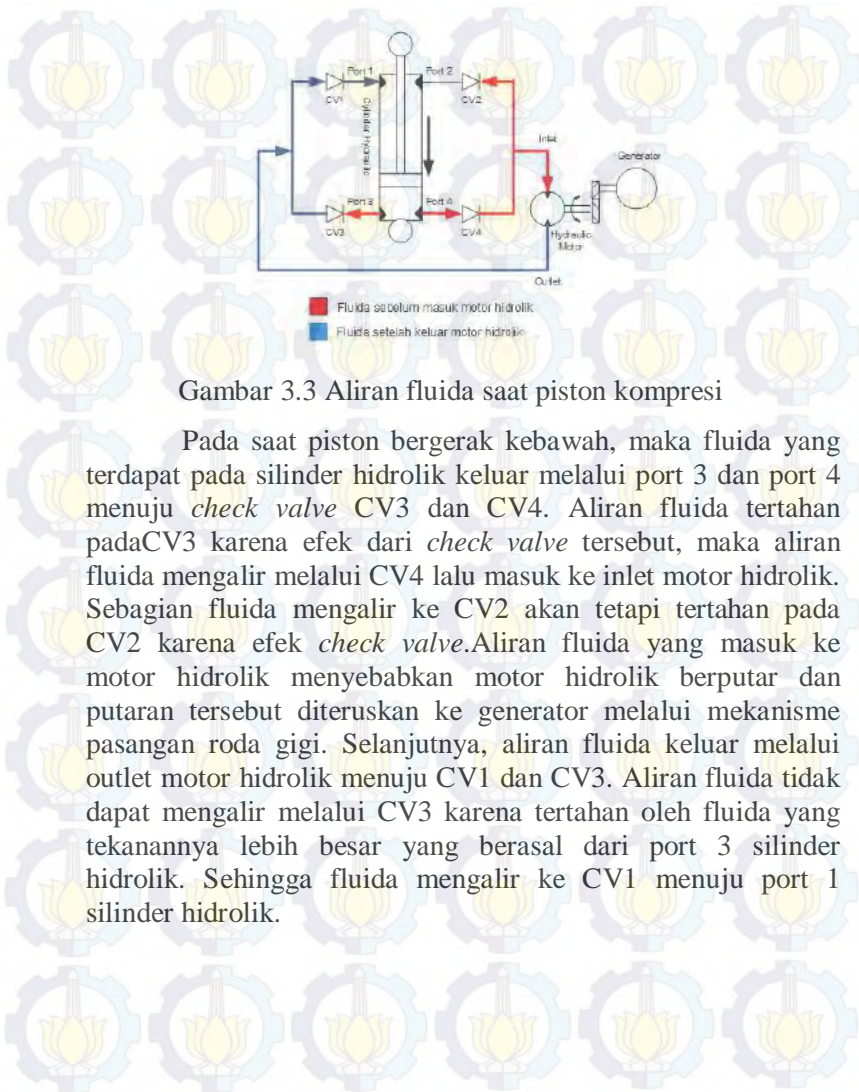 Port 1
Port 2
CV1
CV2
Cylinder Hydraulic
Inlet
Generator
Port 3
Port 4
CV3
CV4
Hydraulic
Motor
Outlet
Fluida sebelum masuk motor hidrolik
Fluida setelah keluar motor hidrolik
Gambar 3.3 Aliran fluida saat piston kompresi
Pada saat piston bergerak kebawah, maka fluida yang
terdapat pada silinder hidrolik keluar melalui port 3 dan port 4
menuju check valve CV3 dan CV4. Aliran fluida tertahan
padaCV3 karena efek dari check valve tersebut, maka aliran
fluida mengalir melalui CV4 lalu masuk ke inlet motor hidrolik.
Sebagian fluida mengalir ke CV2 akan tetapi tertahan pada
CV2 karena efek check valve.Aliran fluida yang masuk ke
motor hidrolik menyebabkan motor hidrolik berputar dan
putaran tersebut diteruskan ke generator melalui mekanisme
pasangan roda gigi. Selanjutnya, aliran fluida keluar melalui
outlet motor hidrolik menuju CV1 dan CV3. Aliran fluida tidak
dapat mengalir melalui CV3 karena tertahan oleh fluida yang
tekanannya lebih besar yang berasal dari port 3 silinder
hidrolik. Sehingga fluida mengalir ke CV1 menuju port 1
silinder hidrolik.